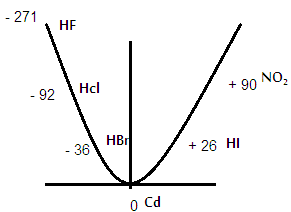 - 271 HF
- 92 Hcl
+ 90 NO₂
- 36 HBr
+ 26 HI
0 Cd